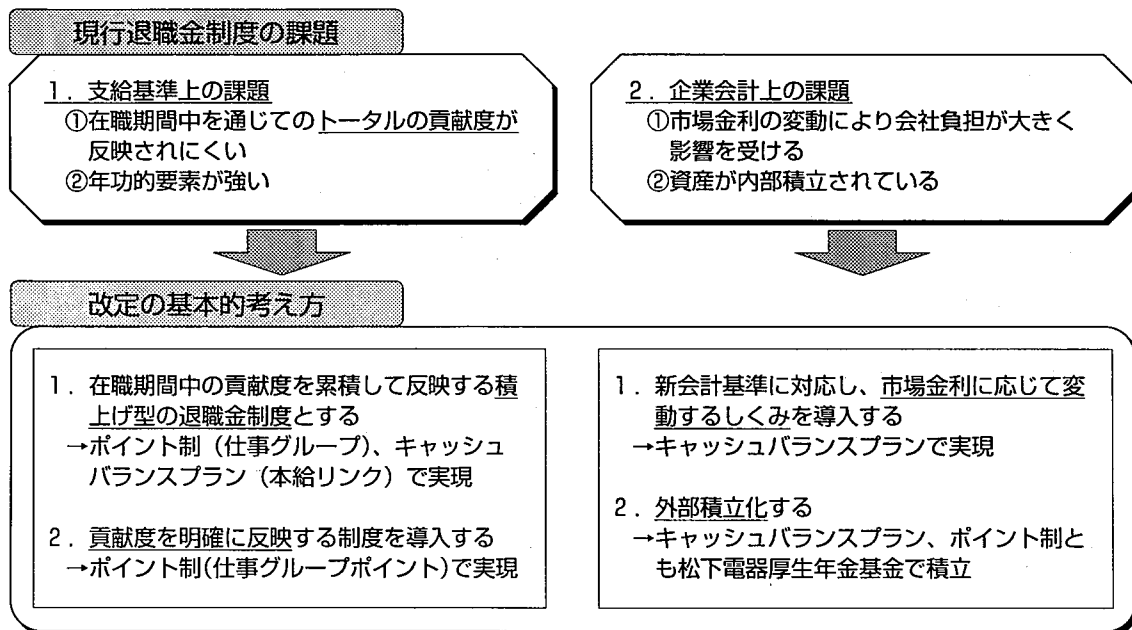 現行退職金制度の課題
１．支給基準上の課題
①在職期間中を通じてのトータルの貢献度が
反映されにくい
②年功的要素が強い
２．企業会計上の課題
①市場金利の変動により会社負担が大きく
影響を受ける
②資産が内部積立されている
改定の基本的考え方
１．在職期間中の貢献度を累積して反映する積
上げ型の退職金制度とする
→ポイント制（仕事グループ）、キャッシュ
バランスプラン（本給リンク）で実現
２．貢献度を明確に反映する制度を導入する
→ポイント制(仕事グループポイント)で実現
１．新会計基準に対応し、市場金利に応じて変
動するしくみを導入する
→キャッシュバランスプランで実現
２．外部積立化する
→キャッシュバランスプラン、ポイント制と
も松下電器厚生年金基金で積立